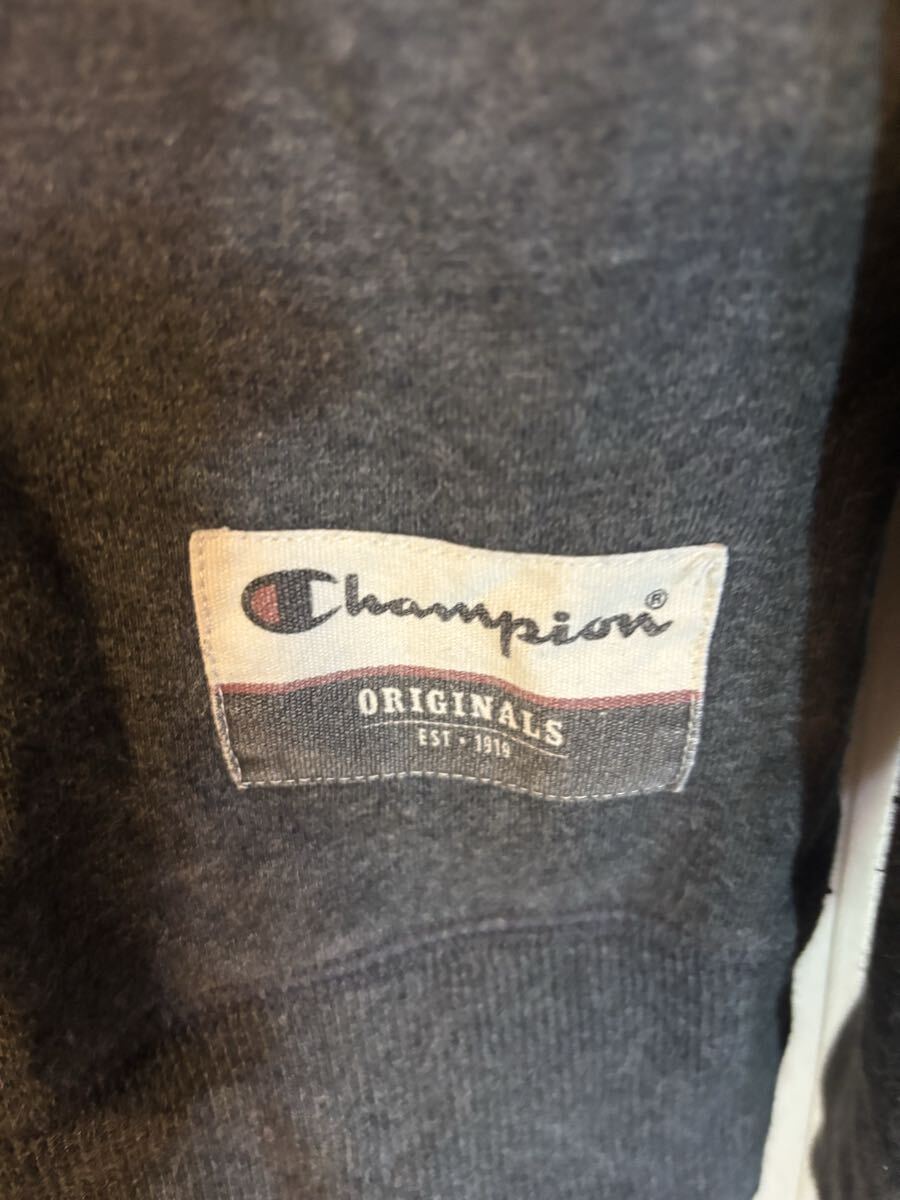 Champion®
ORIGINALS
EST • 1919